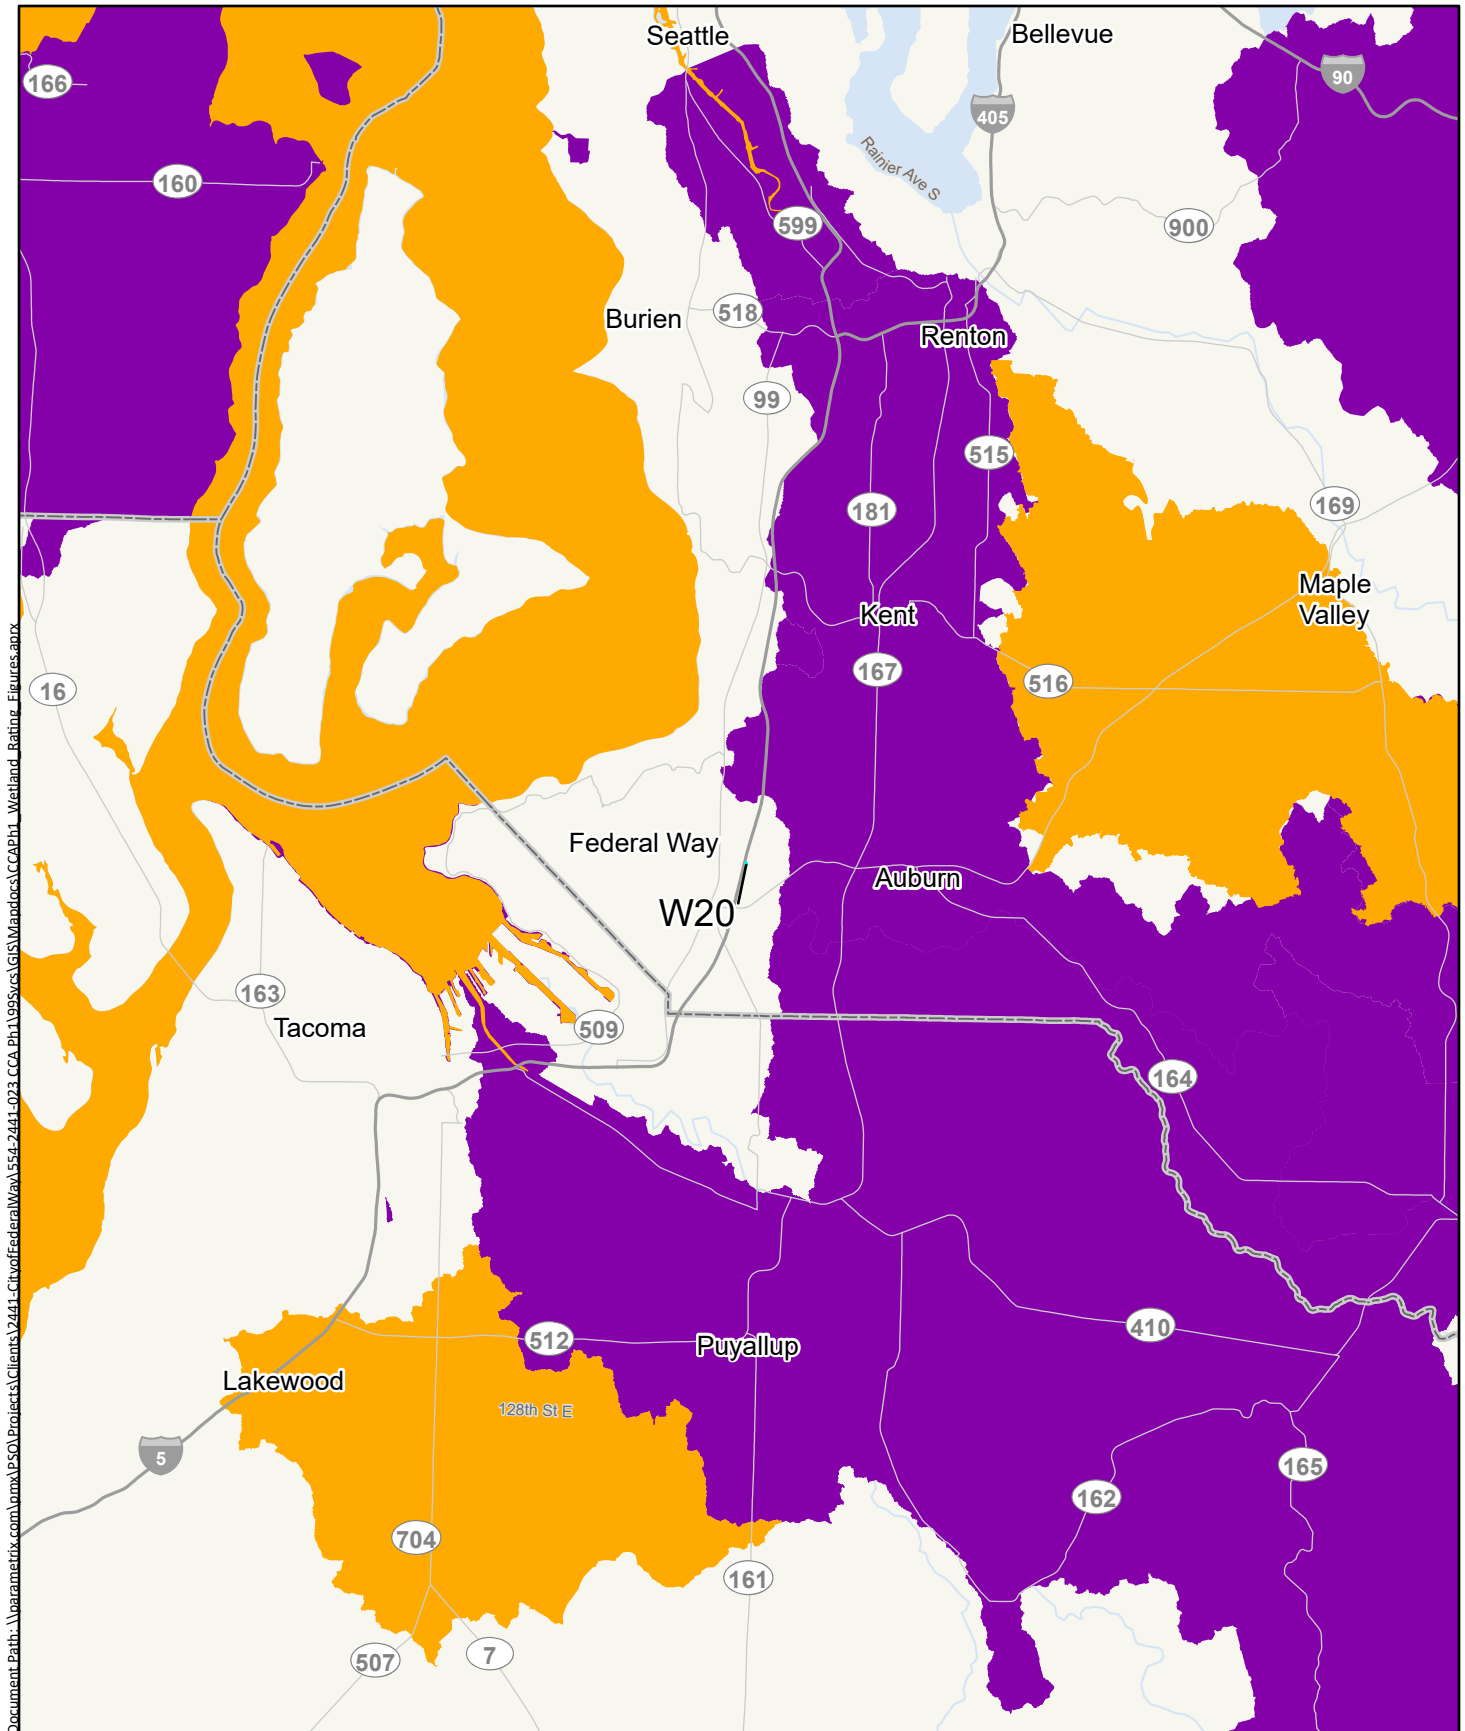 Seattle
Bellevue
90
166
405
Rainier Ave S
160
599
900
518
Burien
Renton
99
515
181
169
Maple
Valley
Kent
167
516
16
Federal Way
Auburn
W20
163
Tacoma
509
164
512
Puyallup
410
Lakewood
128th St E
5
165
162
704
161
507
7
Document Path: \\parametrix.com\pmx\PSO\Projects\Clients\2441-CityofFederalWay\554-2441-023 CCA Ph1\99Svcs\GIS\Mapdocs\CCAPh1_Wetland_Rating_Figures.aprx